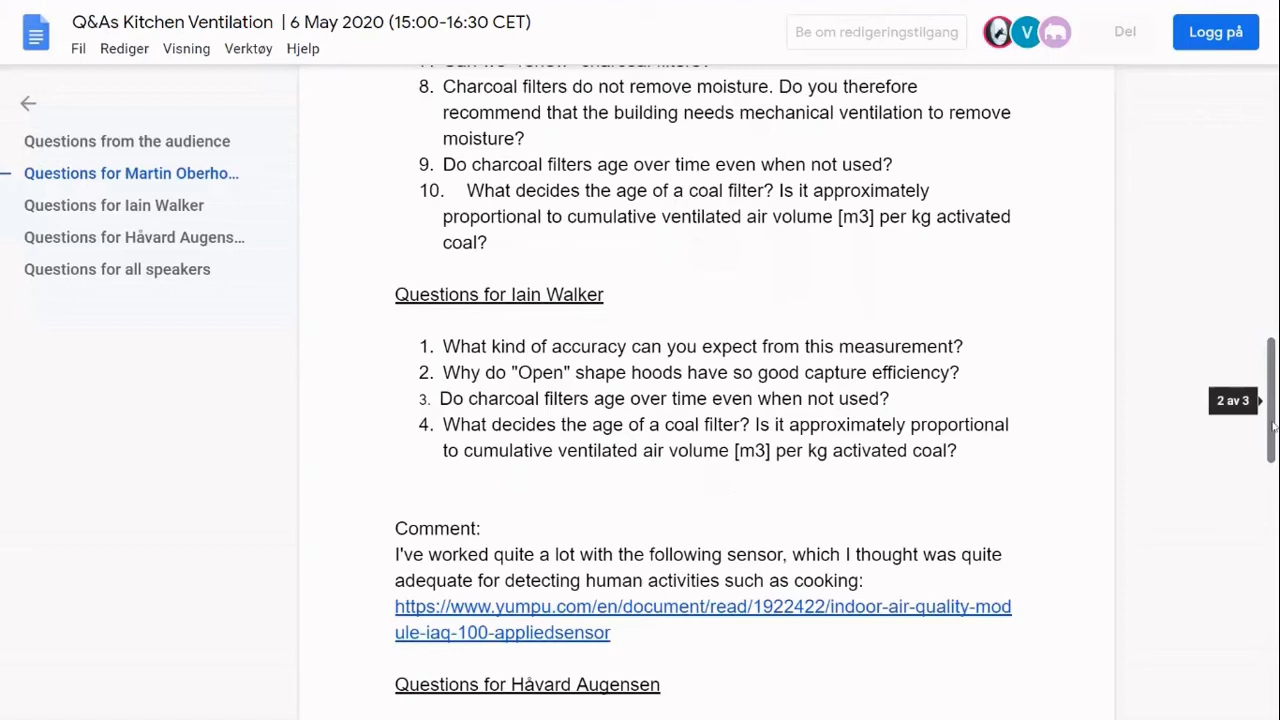 Q&As Kitchen Ventilation | 6 May 2020 (15:00-16:30 CET)
Fil Rediger Visning Verktøy Hjelp
Be om redigeringstilgang
V
Del
Logg på
Questions from the audience
Questions for Martin Oberho...
Questions for Iain Walker
Questions for Håvard Augens...
Questions for all speakers
8. Charcoal filters do not remove moisture. Do you therefore
recommend that the building needs mechanical ventilation to remove
moisture?
9. Do charcoal filters age over time even when not used?
10. What decides the age of a coal filter? Is it approximately
proportional to cumulative ventilated air volume [m3] per kg activated
coal?
Questions for Iain Walker
1. What kind of accuracy can you expect from this measurement?
2. Why do "Open" shape hoods have so good capture efficiency?
3. Do charcoal filters age over time even when not used?
4. What decides the age of a coal filter? Is it approximately proportional
to cumulative ventilated air volume [m3] per kg activated coal?
2 av 3
Comment:
I've worked quite a lot with the following sensor, which I thought was quite
adequate for detecting human activities such as cooking:
https://www.yumpu.com/en/document/read/1922422/indoor-air-quality-mod
ule-iaq-100-appliedsensor
Questions for Håvard Augensen